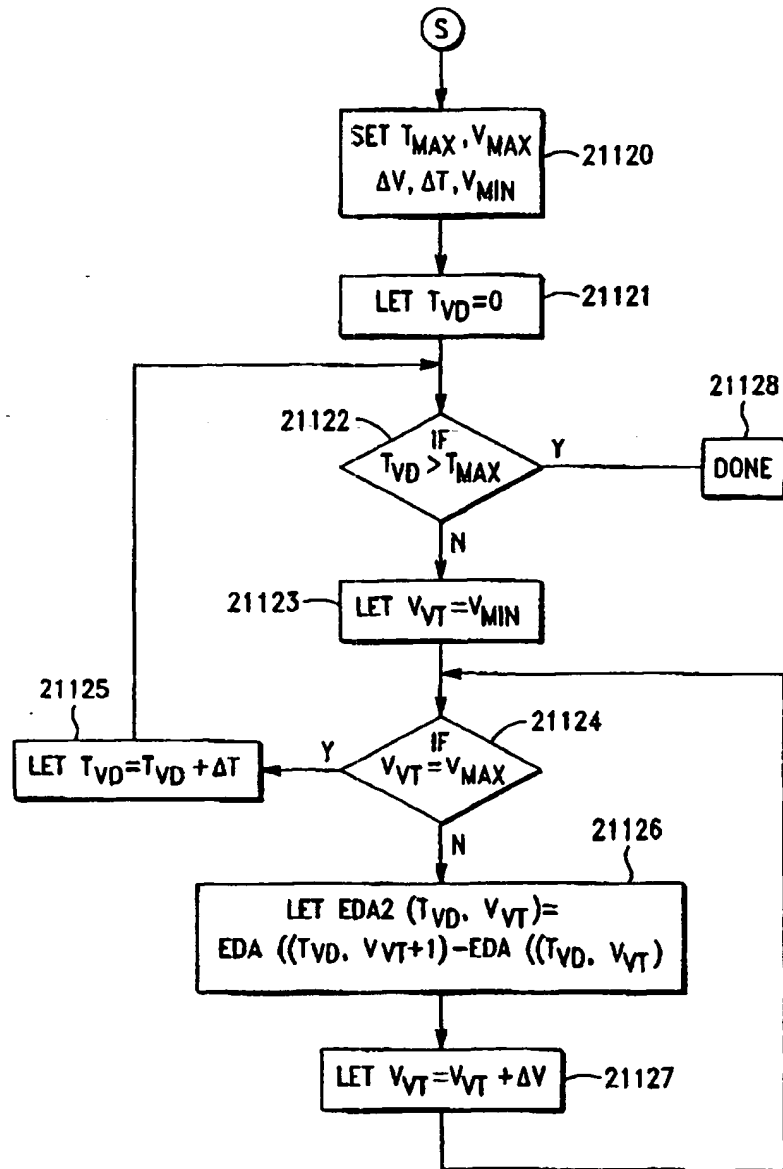 S
SET T_MAX, V_MAX
ΔV, ΔT, V_MIN
21120
LET T_VD=0
21121
21122
IF
T_VD > T_MAX
Y
21128
DONE
N
21123
LET V_VT=V_MIN
21125
LET T_VD=T_VD+ΔT
Y
IF
V_VT=V_MAX
21124
N
21126
LET EDA2 (T_VD, V_VT)=
EDA ((T_VD, V_VT+1)-EDA ((T_VD, V_VT)
LET V_VT=V_VT+ΔV
21127